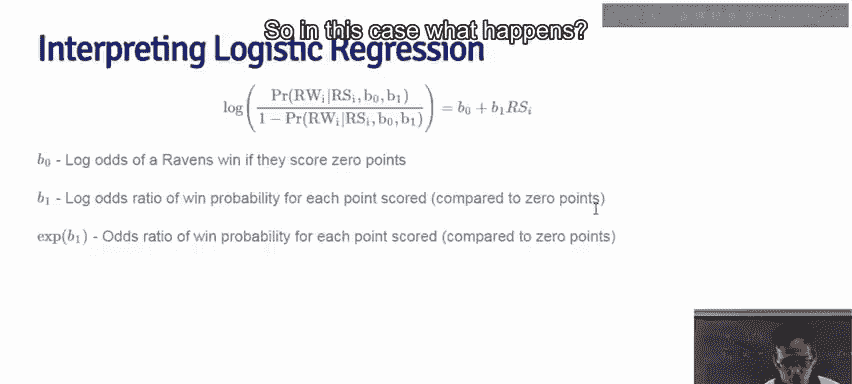 So in this case what happens?
Interpreting Logistic Regression
log(Pr(RWᵢ|RSᵢ, b₀, b₁) / 1 − Pr(RWᵢ|RSᵢ, b₀, b₁)) = b₀ + b₁RSᵢ
b₀ - Log odds of a Ravens win if they score zero points
b₁ - Log odds ratio of win probability for each point scored (compared to zero points)
exp(b₁) - Odds ratio of win probability for each point scored (compared to zero points)